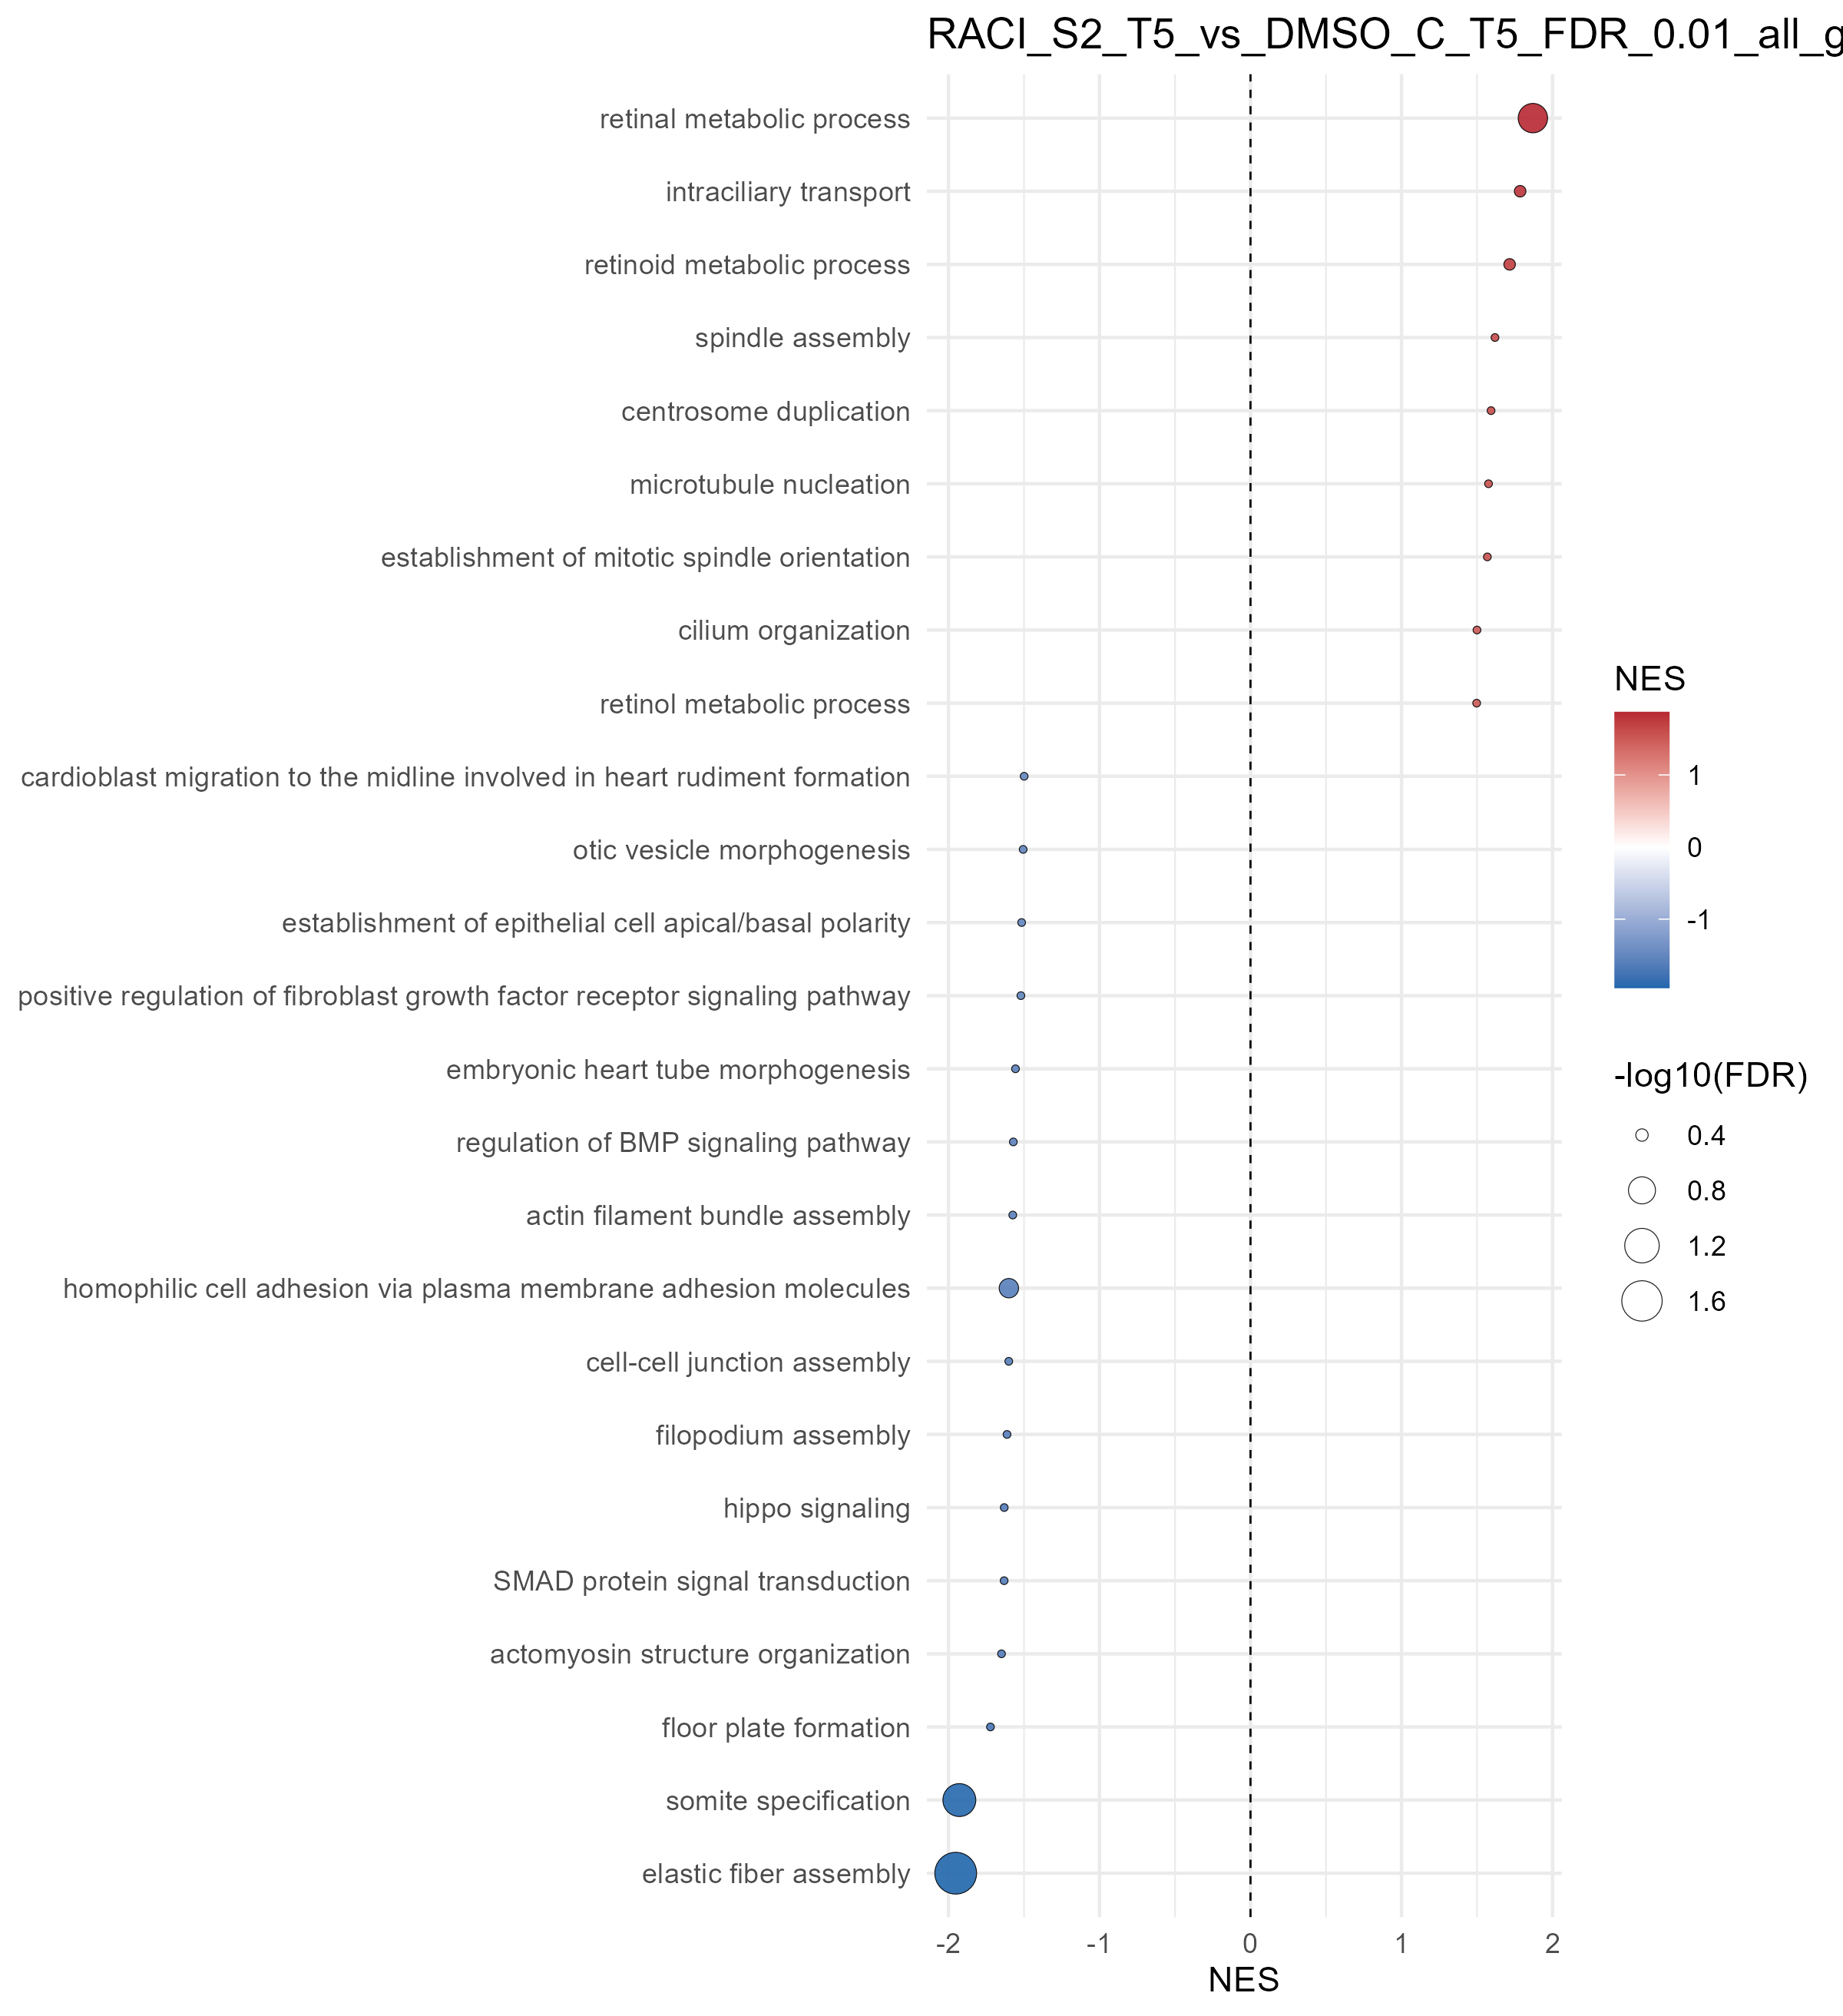 RACI_S2_T5_vs_DMSO_C_T5_FDR_0.01_all_g
retinal metabolic process
intraciliary transport
retinoid metabolic process
spindle assembly
centrosome duplication
microtubule nucleation
establishment of mitotic spindle orientation
cilium organization
retinol metabolic process
cardioblast migration to the midline involved in heart rudiment formation
otic vesicle morphogenesis
establishment of epithelial cell apical/basal polarity
positive regulation of fibroblast growth factor receptor signaling pathway
embryonic heart tube morphogenesis
regulation of BMP signaling pathway
actin filament bundle assembly
homophilic cell adhesion via plasma membrane adhesion molecules
cell-cell junction assembly
filopodium assembly
hippo signaling
SMAD protein signal transduction
actomyosin structure organization
floor plate formation
somite specification
elastic fiber assembly
-2 -1 0 1 2
NES
NES
1
0
-1
-log10(FDR)
0.4
0.8
1.2
1.6